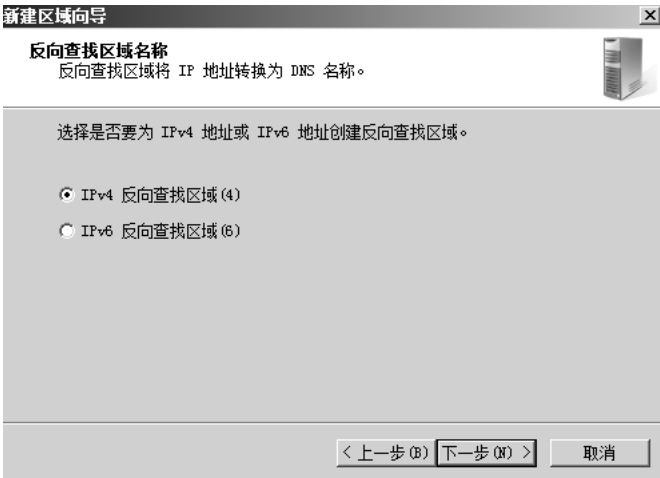 新建区域向导
反向查找区域名称
反向查找区域将 IP 地址转换为 DNS 名称。
选择是否要为 IPv4 地址或 IPv6 地址创建反向查找区域。
IPv4 反向查找区域(4)
IPv6 反向查找区域(6)
< 上一步(B) 下一步(N) > 取消